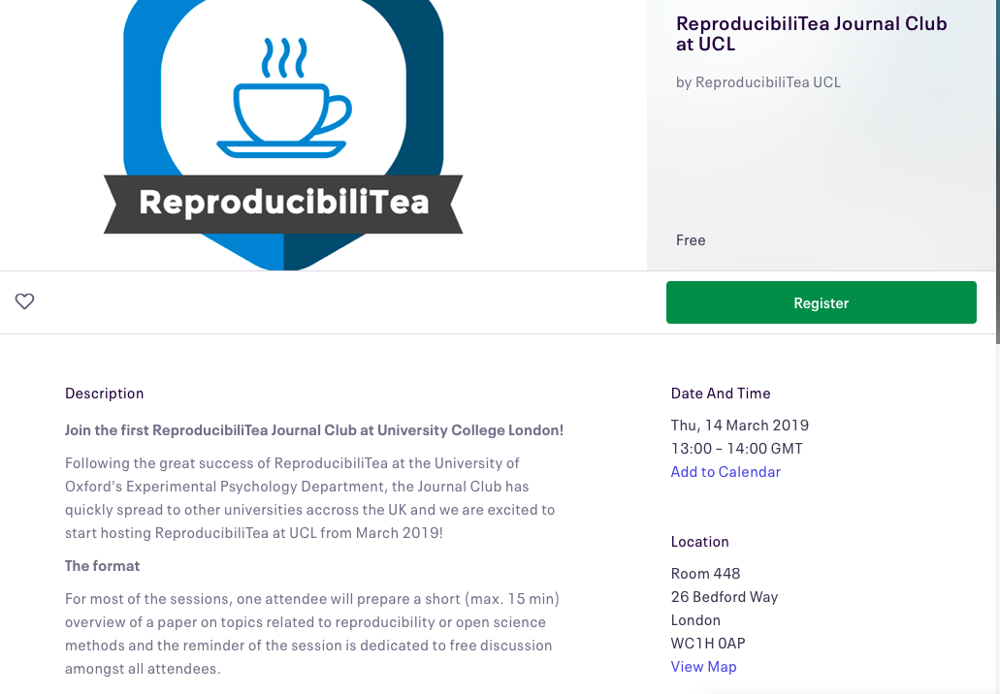 ReproducibiliTea
ReproducibiliTea Journal Club
at UCL
by ReproducibiliTea UCL
Free
Register
Description
Join the first ReproducibiliTea Journal Club at University College London!
Following the great success of ReproducibiliTea at the University of
Oxford's Experimental Psychology Department, the Journal Club has
quickly spread to other universities accross the UK and we are excited to
start hosting ReproducibiliTea at UCL from March 2019!
The format
For most of the sessions, one attendee will prepare a short (max. 15 min)
overview of a paper on topics related to reproducibility or open science
methods and the reminder of the session is dedicated to free discussion
amongst all attendees.
Date And Time
Thu, 14 March 2019
13:00 – 14:00 GMT
Add to Calendar
Location
Room 448
26 Bedford Way
London
WC1H 0AP
View Map